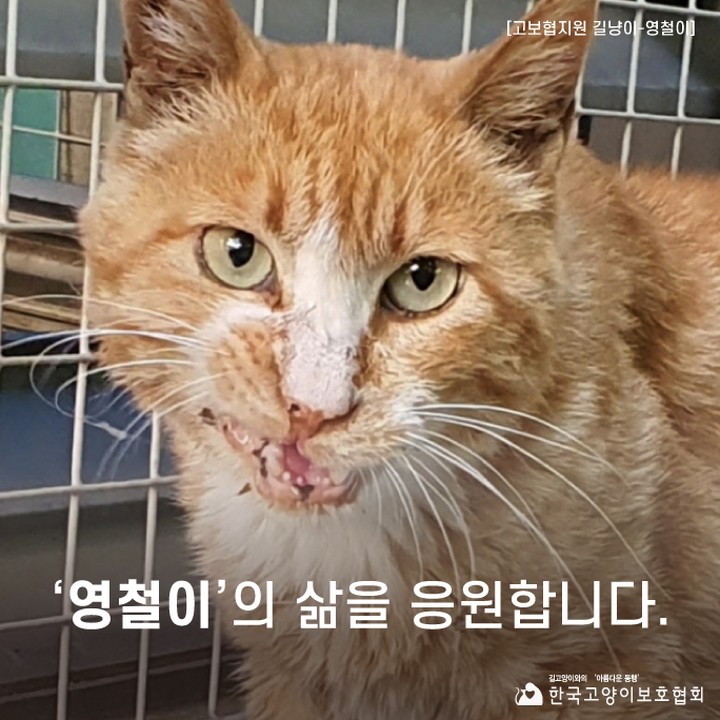 [고보협지원 길냥이-영철이]
‘영철이’의 삶을 응원합니다.
길고양이와의 '아름다운 동행'
한국고양이보호협회